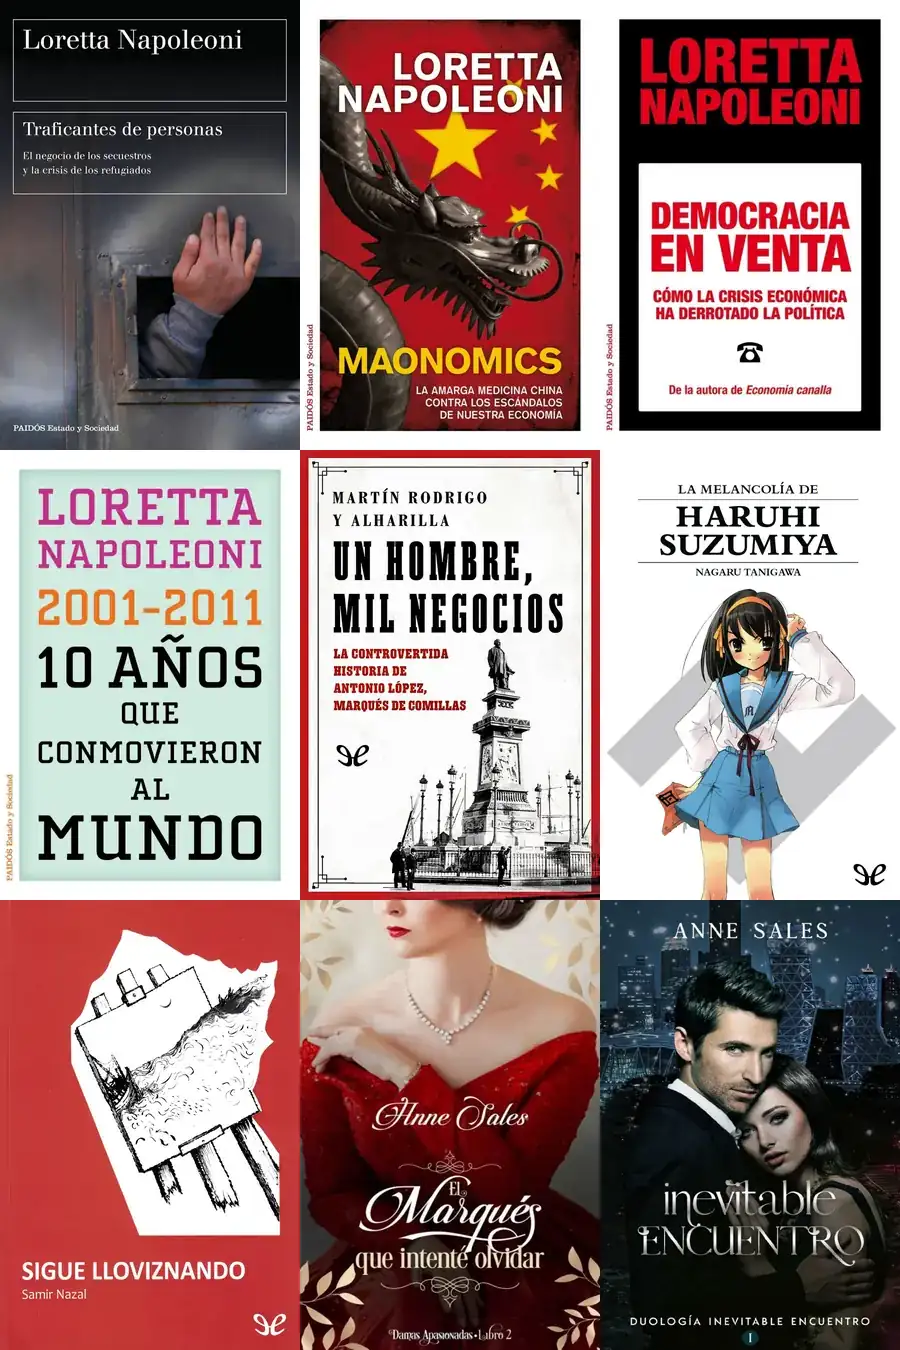 Loretta Napoleoni
Traficantes de personas
El negocio de los secuestros
y la crisis de los refugiados
PAIDÓS Estado y Sociedad
LORETTA
NAPOLEONI
MAONOMICS
LA AMARGA MEDICINA CHINA
CONTRA LOS ESCÁNDALOS
DE NUESTRA ECONOMÍA
PAIDÓS Estado y Sociedad
LORETTA
NAPOLEONI
DEMOCRACIA
EN VENTA
CÓMO LA CRISIS ECONÓMICA
HA DERROTADO LA POLÍTICA
De la autora de Economía canalla
PAIDÓS Estado y Sociedad
LORETTA
NAPOLEONI
2001-2011
10 AÑOS
QUE
CONMOVIERON
AL
MUNDO
PAIDÓS Estado y Sociedad
MARTÍN RODRIGO
Y ALHARILLA
UN HOMBRE,
MIL NEGOCIOS
LA CONTROVERTIDA
HISTORIA DE
ANTONIO LÓPEZ,
MARQUÉS DE COMILLAS
LA MELANCOLÍA DE
HARUHI
SUZUMIYA
NAGARU TANIGAWA
SIGUE LLOVIZNANDO
Samir Nazal
Anne Sales
El
Marqués
que intenté olvidar
Damas Apasionadas • Libro 2
ANNE SALES
inevitable
ENCUENTRO
DUOLOGÍA INEVITABLE ENCUENTRO
I